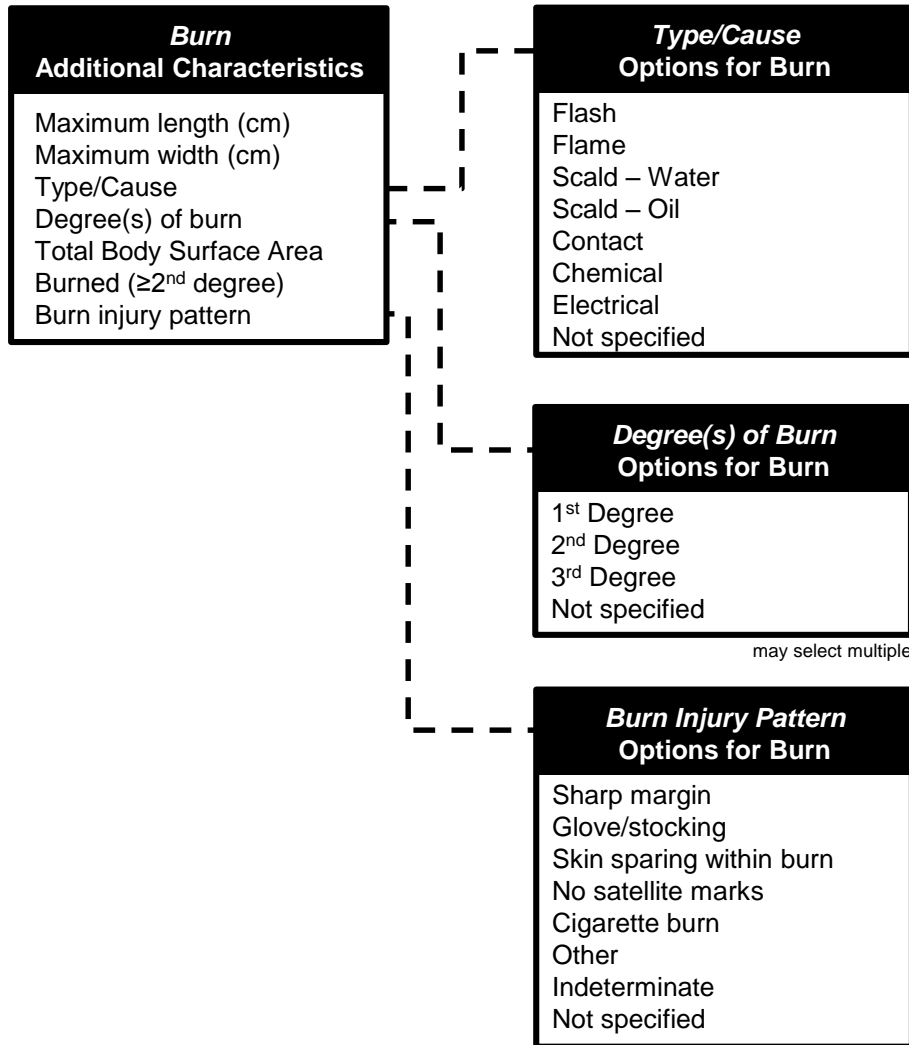 Burn
Additional Characteristics
Maximum length (cm)
Maximum width (cm)
Type/Cause
Degree(s) of burn
Total Body Surface Area
Burned (≥2nd degree)
Burn injury pattern
Type/Cause
Options for Burn
Flash
Flame
Scald – Water
Scald – Oil
Contact
Chemical
Electrical
Not specified
Degree(s) of Burn
Options for Burn
1st Degree
2nd Degree
3rd Degree
Not specified
may select multiple
Burn Injury Pattern
Options for Burn
Sharp margin
Glove/stocking
Skin sparing within burn
No satellite marks
Cigarette burn
Other
Indeterminate
Not specified